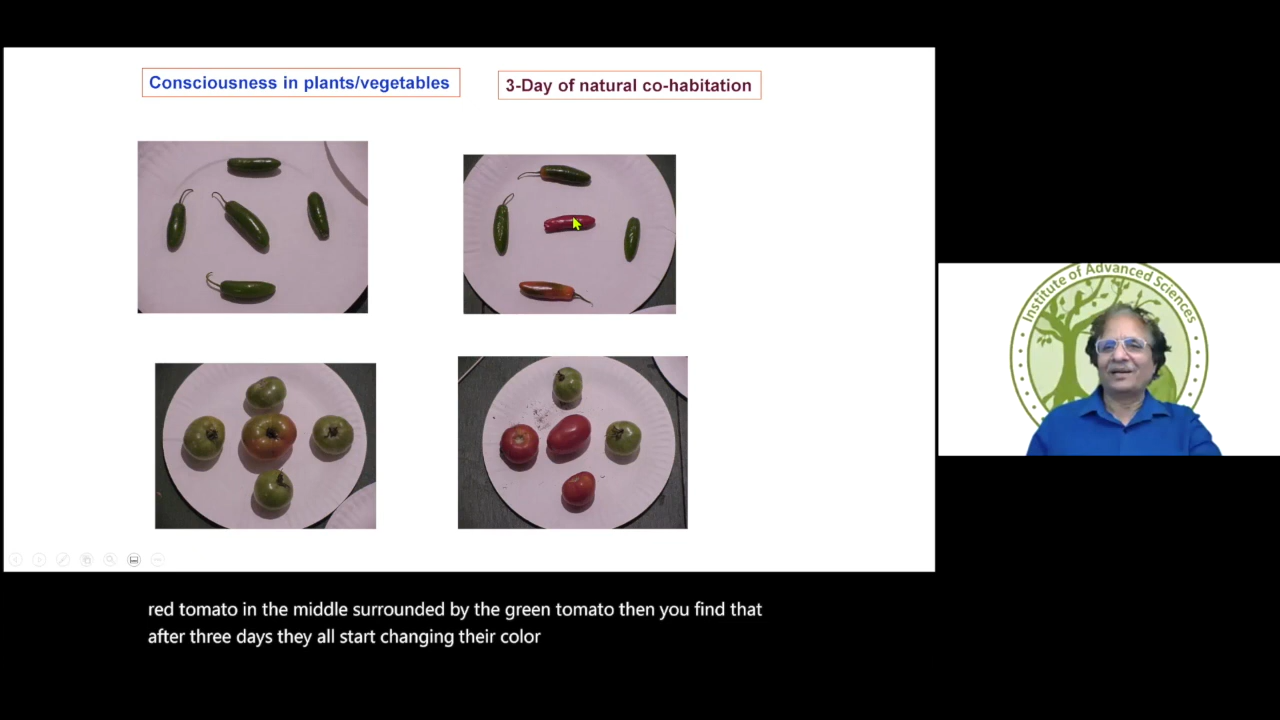 Consciousness in plants/vegetables
3-Day of natural co-habitation
Institute of Advanced Sciences
red tomato in the middle surrounded by the green tomato then you find that
after three days they all start changing their color